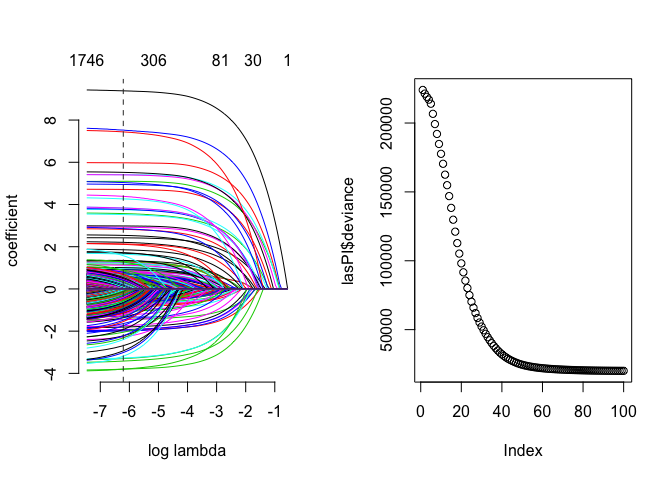 1746 306 81 30 1
coefficient
8
6
4
2
0
-2
-4
-7 -6 -5 -4 -3 -2 -1
log lambda
lasPI$deviance
200000
150000
100000
50000
0 20 40 60 80 100
Index